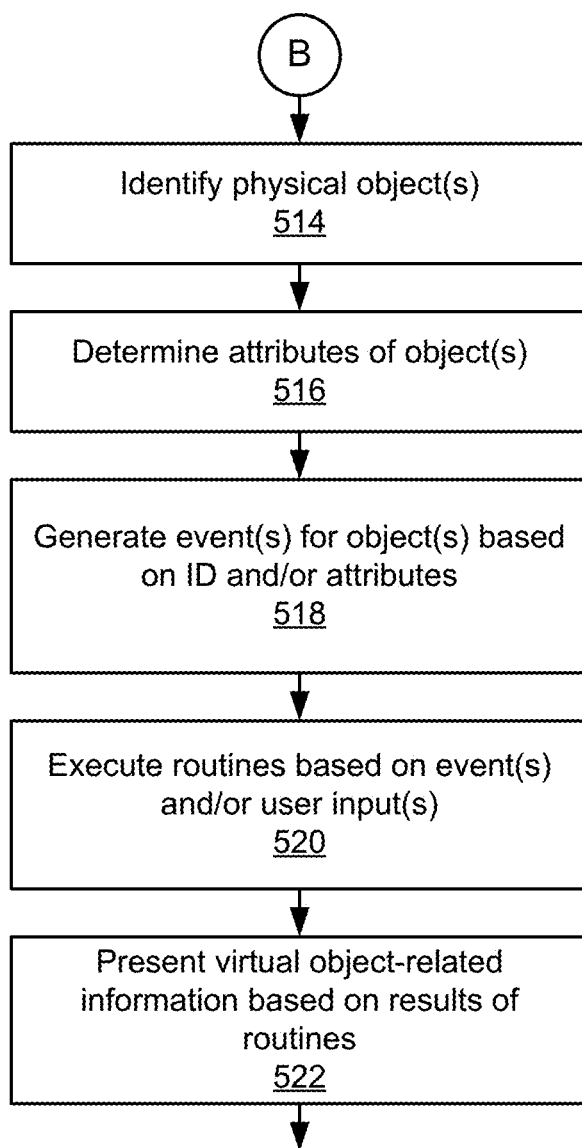 B
Identify physical object(s)
514
Determine attributes of object(s)
516
Generate event(s) for object(s) based
on ID and/or attributes
518
Execute routines based on event(s)
and/or user input(s)
520
Present virtual object-related
information based on results of
routines
522